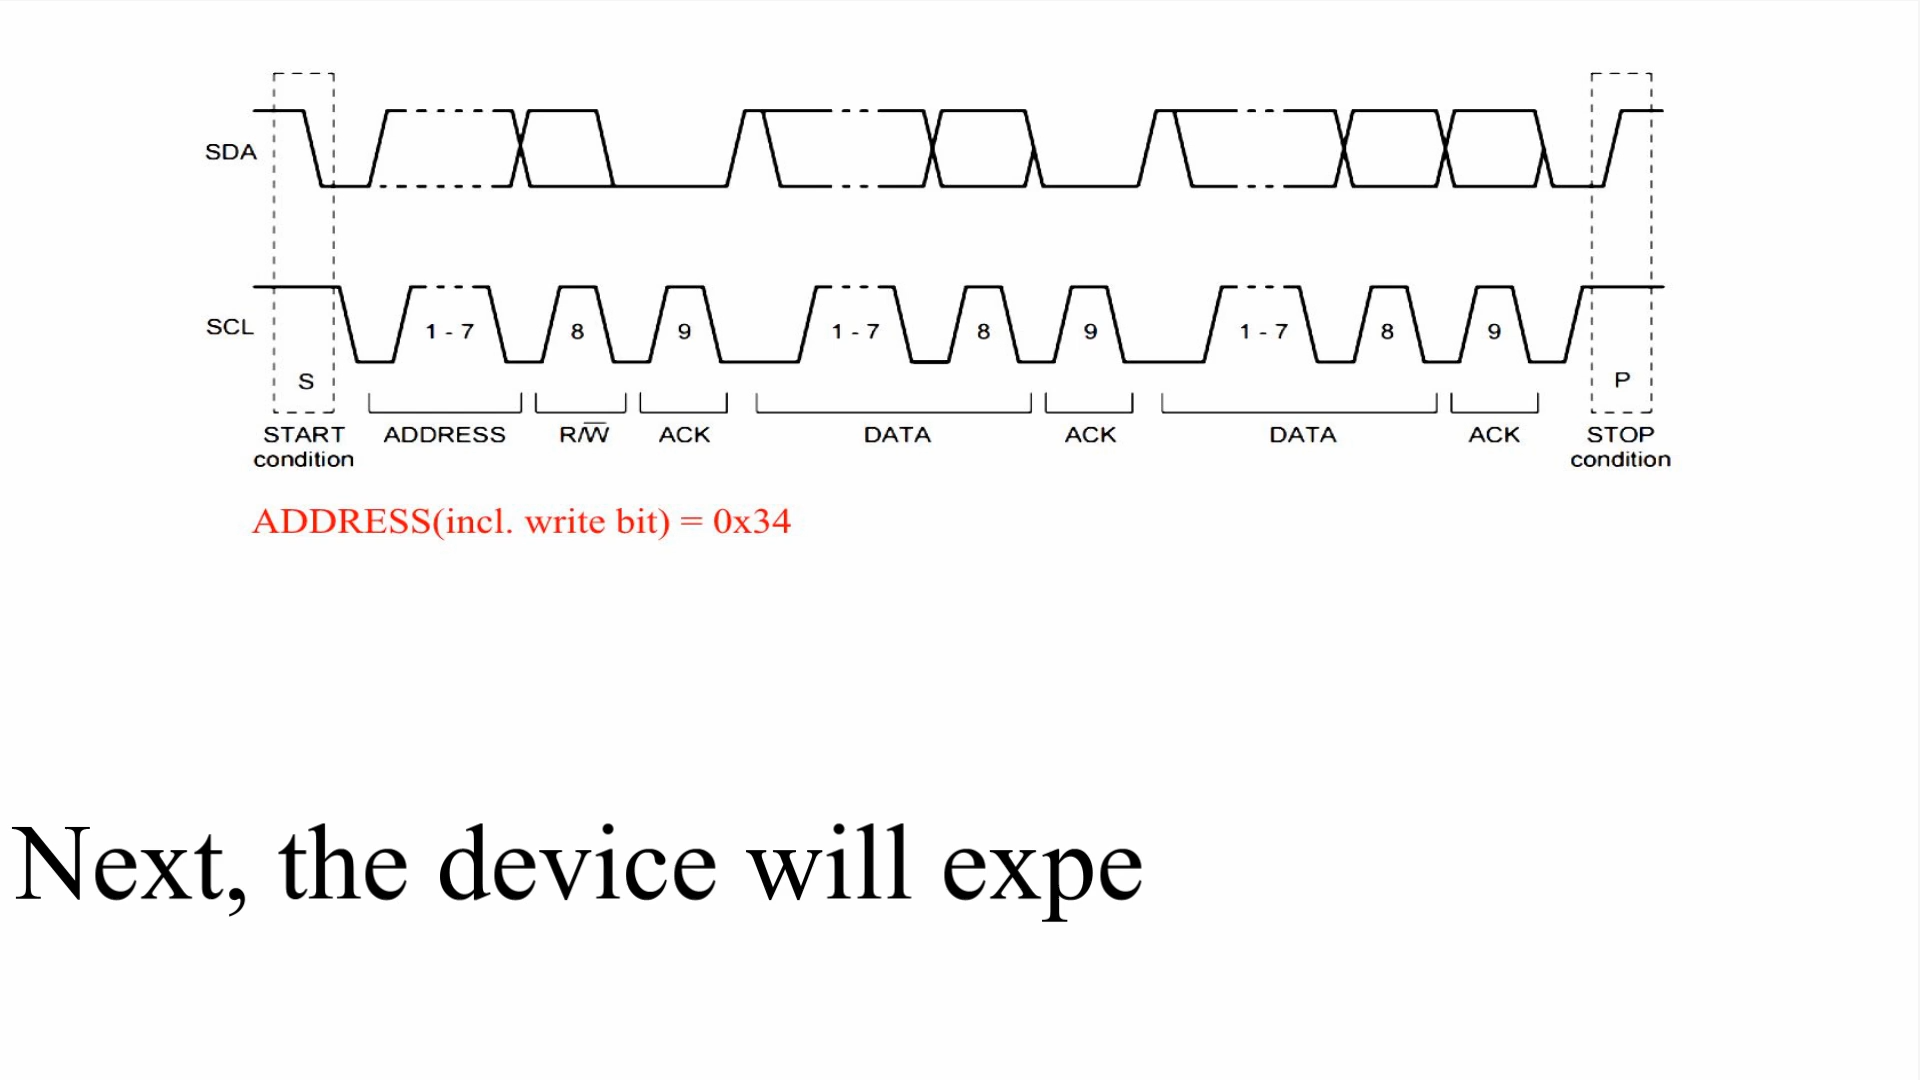 SDA
SCL
1 - 7 8 9 1 - 7 8 9 1 - 7 8 9
S P
START condition
ADDRESS R/W̅ ACK DATA ACK DATA ACK
STOP condition
ADDRESS(incl. write bit) = 0x34
Next, the device will expe